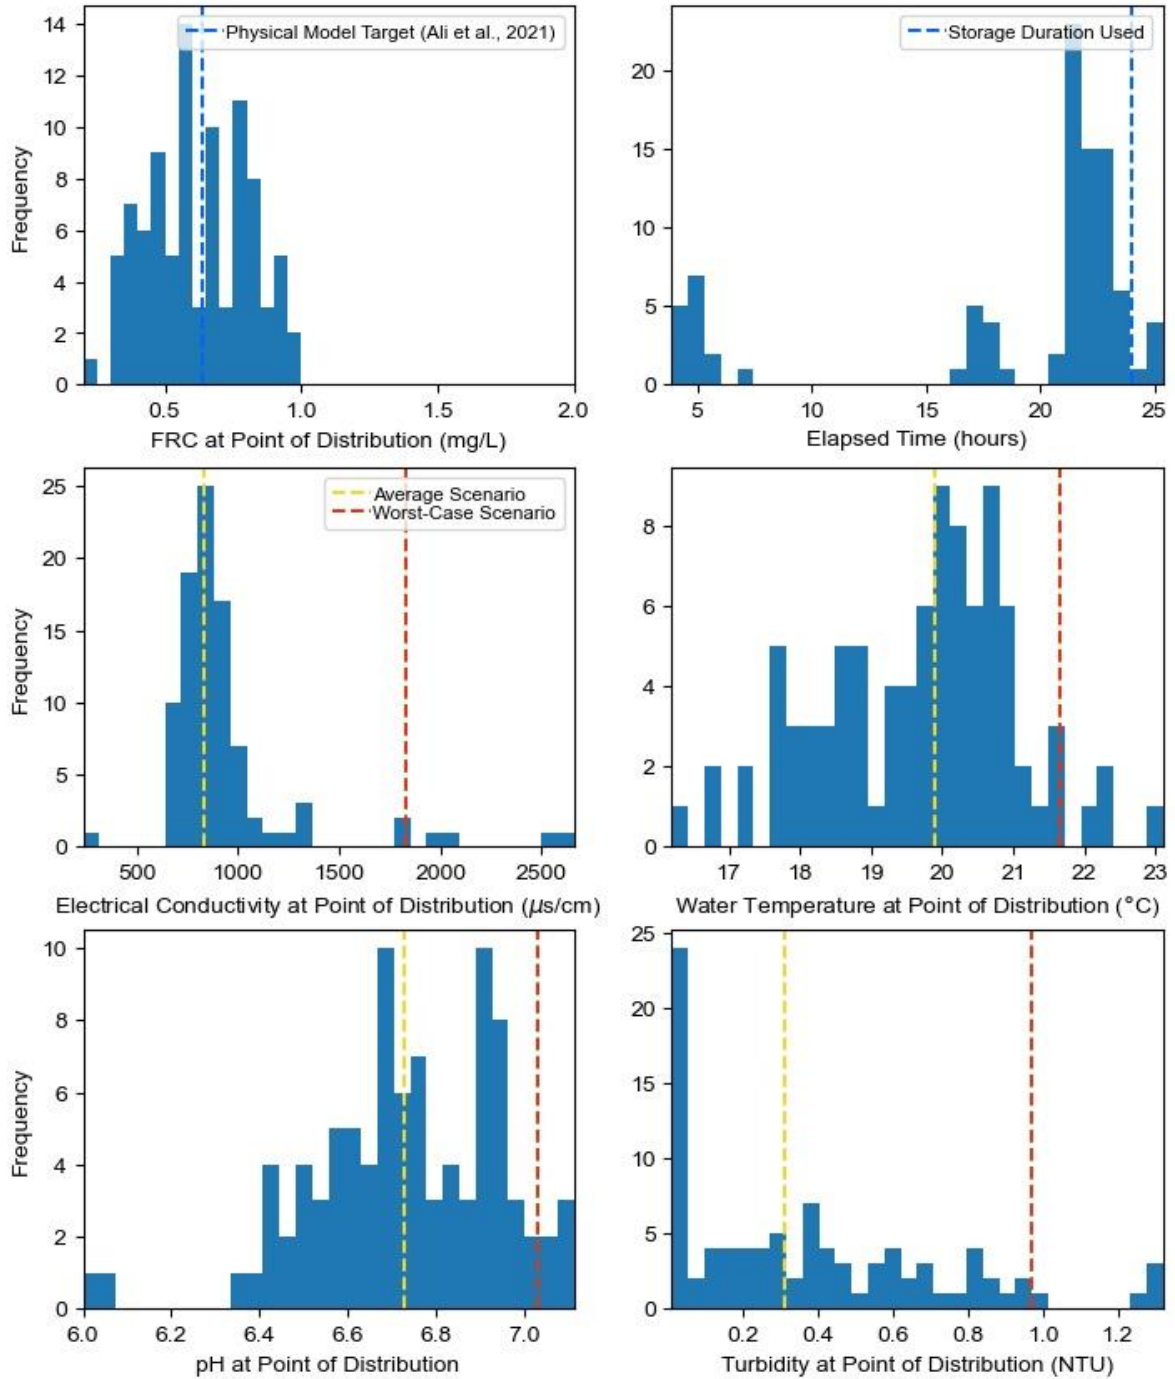 Physical Model Target (Ali et al., 2021)
Frequency
14
12
10
8
6
4
2
0
0.5 1.0 1.5 2.0
FRC at Point of Distribution (mg/L)
Storage Duration Used
20
15
10
5
0
5 10 15 20 25
Elapsed Time (hours)
Average Scenario
Worst-Case Scenario
Frequency
25
20
15
10
5
0
500 1000 1500 2000 2500
Electrical Conductivity at Point of Distribution (μs/cm)
8
6
4
2
0
17 18 19 20 21 22 23
Water Temperature at Point of Distribution (°C)
Frequency
10
8
6
4
2
0
6.0 6.2 6.4 6.6 6.8 7.0
pH at Point of Distribution
25
20
15
10
5
0
0.2 0.4 0.6 0.8 1.0 1.2
Turbidity at Point of Distribution (NTU)